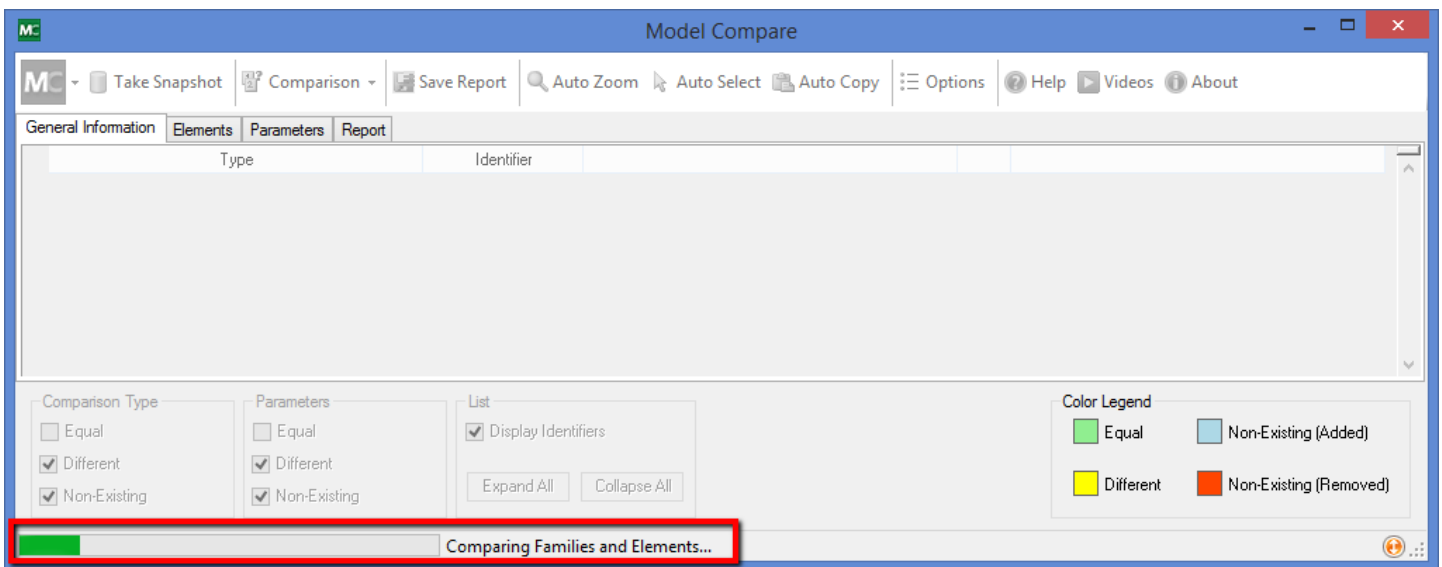 MC Model Compare
MC Take Snapshot Comparison Save Report Auto Zoom Auto Select Auto Copy Options Help Videos About
General Information Elements Parameters Report
Type Identifier
Comparison Type Parameters List Color Legend
Equal Equal Display Identifiers Equal Non-Existing (Added)
Different Different
Expand All Collapse All Different Non-Existing (Removed)
Non-Existing Non-Existing
Comparing Families and Elements...